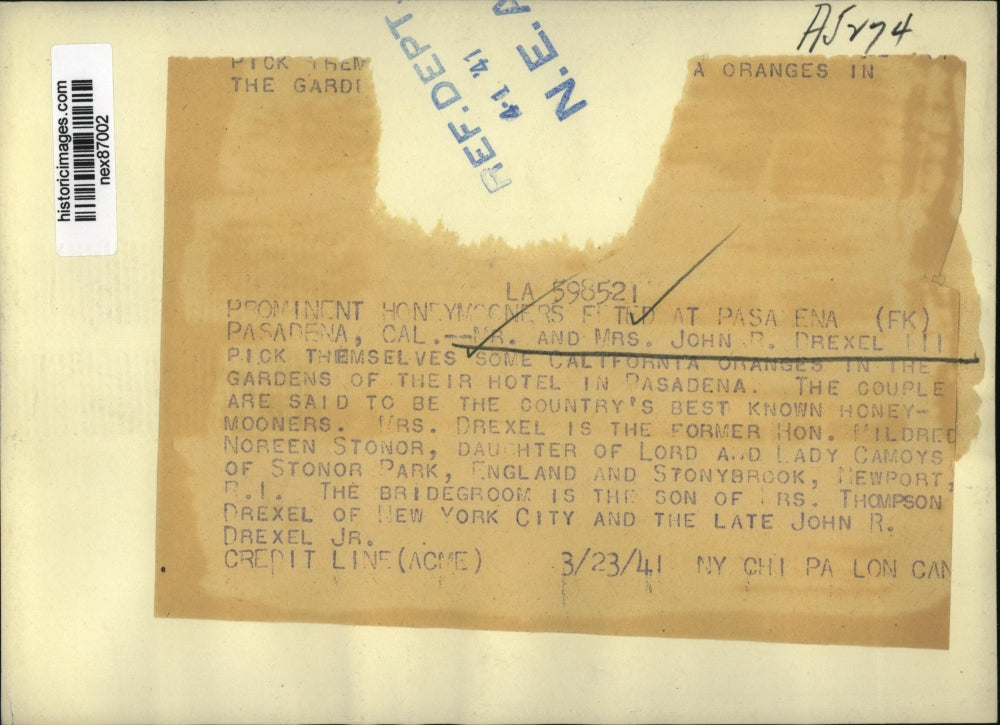 A5274
historicimages.com
nex87002
REF. DEPT.
4-1-'41
N.E.A
PICK THEM A ORANGES IN
THE GARDE
LA 598521
PROMINENT HONEYMOONERS FETED AT PASADENA (FK)
PASADENA, CAL.--MR. AND MRS. JOHN R. DREXEL III
PICK THEMSELVES SOME CALIFORNIA ORANGES IN THE
GARDENS OF THEIR HOTEL IN PASADENA. THE COUPLE
ARE SAID TO BE THE COUNTRY'S BEST KNOWN HONEY-
MOONERS. MRS. DREXEL IS THE FORMER HON. MILDRED
NOREEN STONOR, DAUGHTER OF LORD AND LADY CAMOYS
OF STONOR PARK, ENGLAND AND STONYBROOK, NEWPORT,
R.I. THE BRIDEGROOM IS THE SON OF MRS. THOMPSON
DREXEL OF NEW YORK CITY AND THE LATE JOHN R.
DREXEL JR.
CREDIT LINE (ACME) 3/23/41 NY CHI PA LON CAN